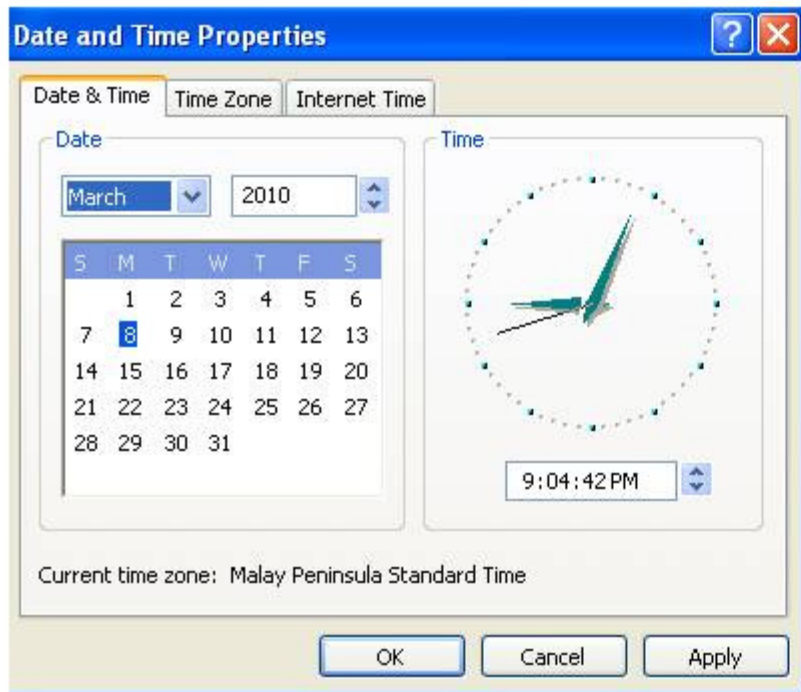 Date and Time Properties
Date & Time Time Zone Internet Time
Date
March 2010
S M T W T F S
1 2 3 4 5 6
7 8 9 10 11 12 13
14 15 16 17 18 19 20
21 22 23 24 25 26 27
28 29 30 31
Time
9:04:42 PM
Current time zone: Malay Peninsula Standard Time
OK Cancel Apply